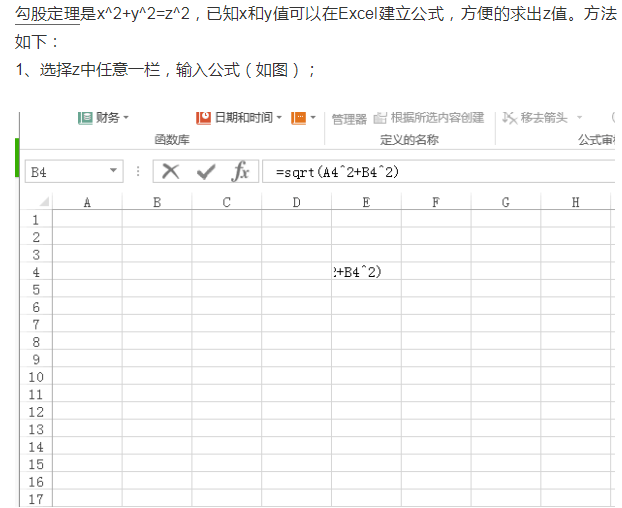 勾股定理是x^2+y^2=z^2，已知x和y值可以在Excel建立公式，方便的求出z值。方法
如下：
1、选择z中任意一栏，输入公式（如图）；
财务 日期和时间 管理器 根据所选内容创建 移去箭头
函数库 定义的名称 公式审
B4 fx =sqrt(A4^2+B4^2)
A B C D E F G H
1
2
3
4 +B4^2)
5
6
7
8
9
10
11
12
13
14
15
16
17